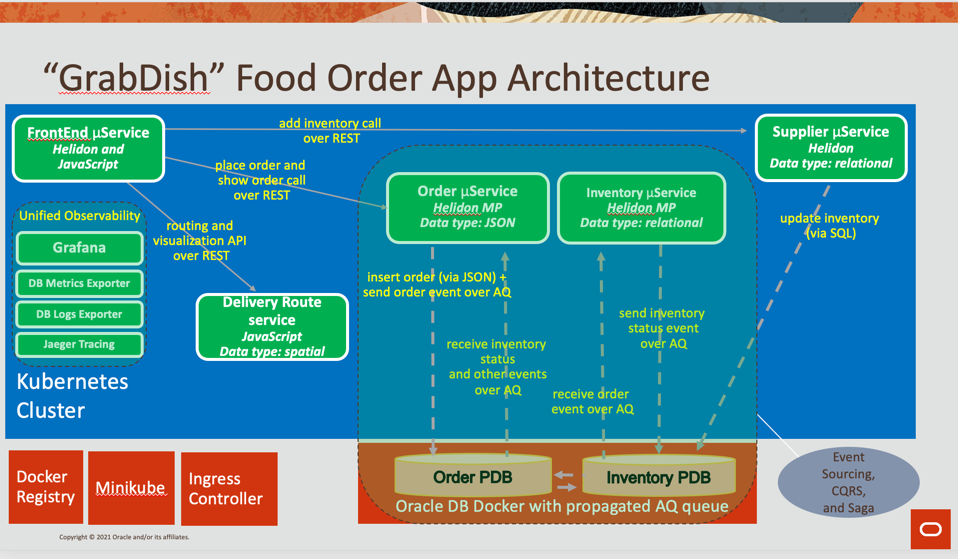 “GrabDish” Food Order App Architecture
FrontEnd µService
Helidon and
JavaScript
add inventory call
over REST
Supplier µService
Helidon
Data type: relational
place order and
show order call
over REST
Order µService
Helidon MP
Data type: JSON
Inventory µService
Helidon MP
Data type: relational
Unified Observability
Grafana
DB Metrics Exporter
DB Logs Exporter
Jaeger Tracing
routing and
visualization API
over REST
update inventory
(via SQL)
Delivery Route
service
JavaScript
Data type: spatial
insert order (via JSON) +
send order event over AQ
send inventory
status event
over AQ
receive inventory
status
and other events
over AQ
receive order
event over AQ
Kubernetes
Cluster
Docker
Registry
Minikube
Ingress
Controller
Order PDB
Inventory PDB
Oracle DB Docker with propagated AQ queue
Event
Sourcing,
CQRS,
and Saga
Copyright © 2021 Oracle and/or its affiliates.